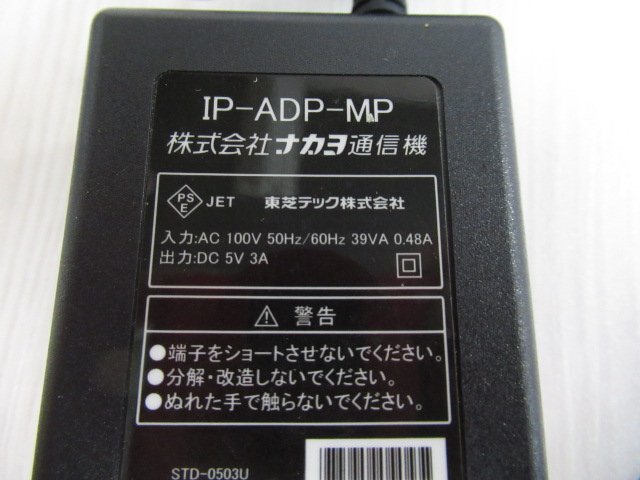 IP-ADP-MP
株式会社ナカヨ通信機
PS
E
JET 東芝テック株式会社
入力:AC 100V 50Hz/60Hz 39VA 0.48A
出力:DC 5V 3A
⚠ 警告
●端子をショートさせないでください。
●分解・改造しないでください。
●ぬれた手で触らないでください。
STD-0503U